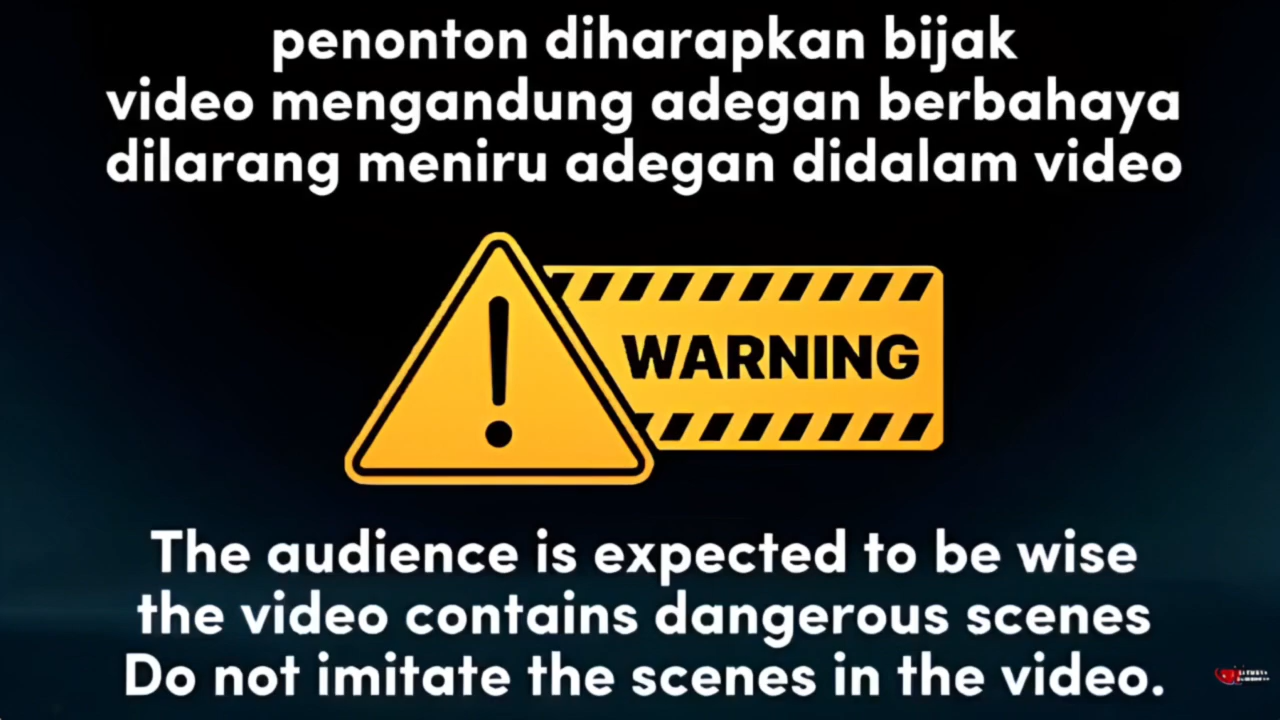 penonton diharapkan bijak
video mengandung adegan berbahaya
dilarang meniru adegan didalam video
WARNING
The audience is expected to be wise
the video contains dangerous scenes
Do not imitate the scenes in the video.